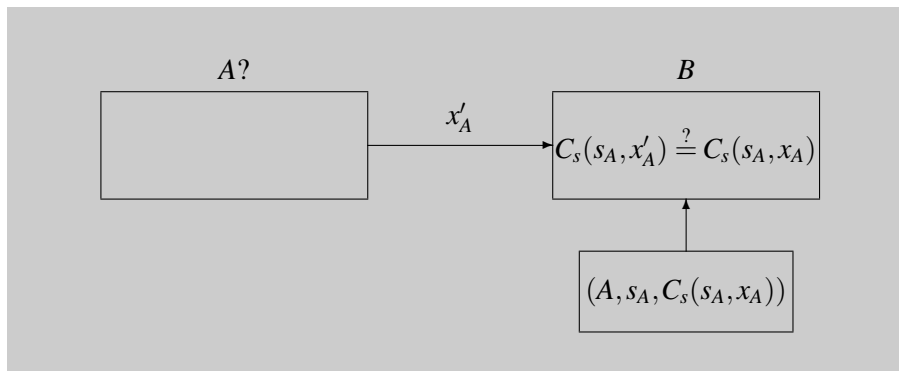 A?
B
x′_A
C_s(s_A, x′_A) ≟ C_s(s_A, x_A)
(A, s_A, C_s(s_A, x_A))